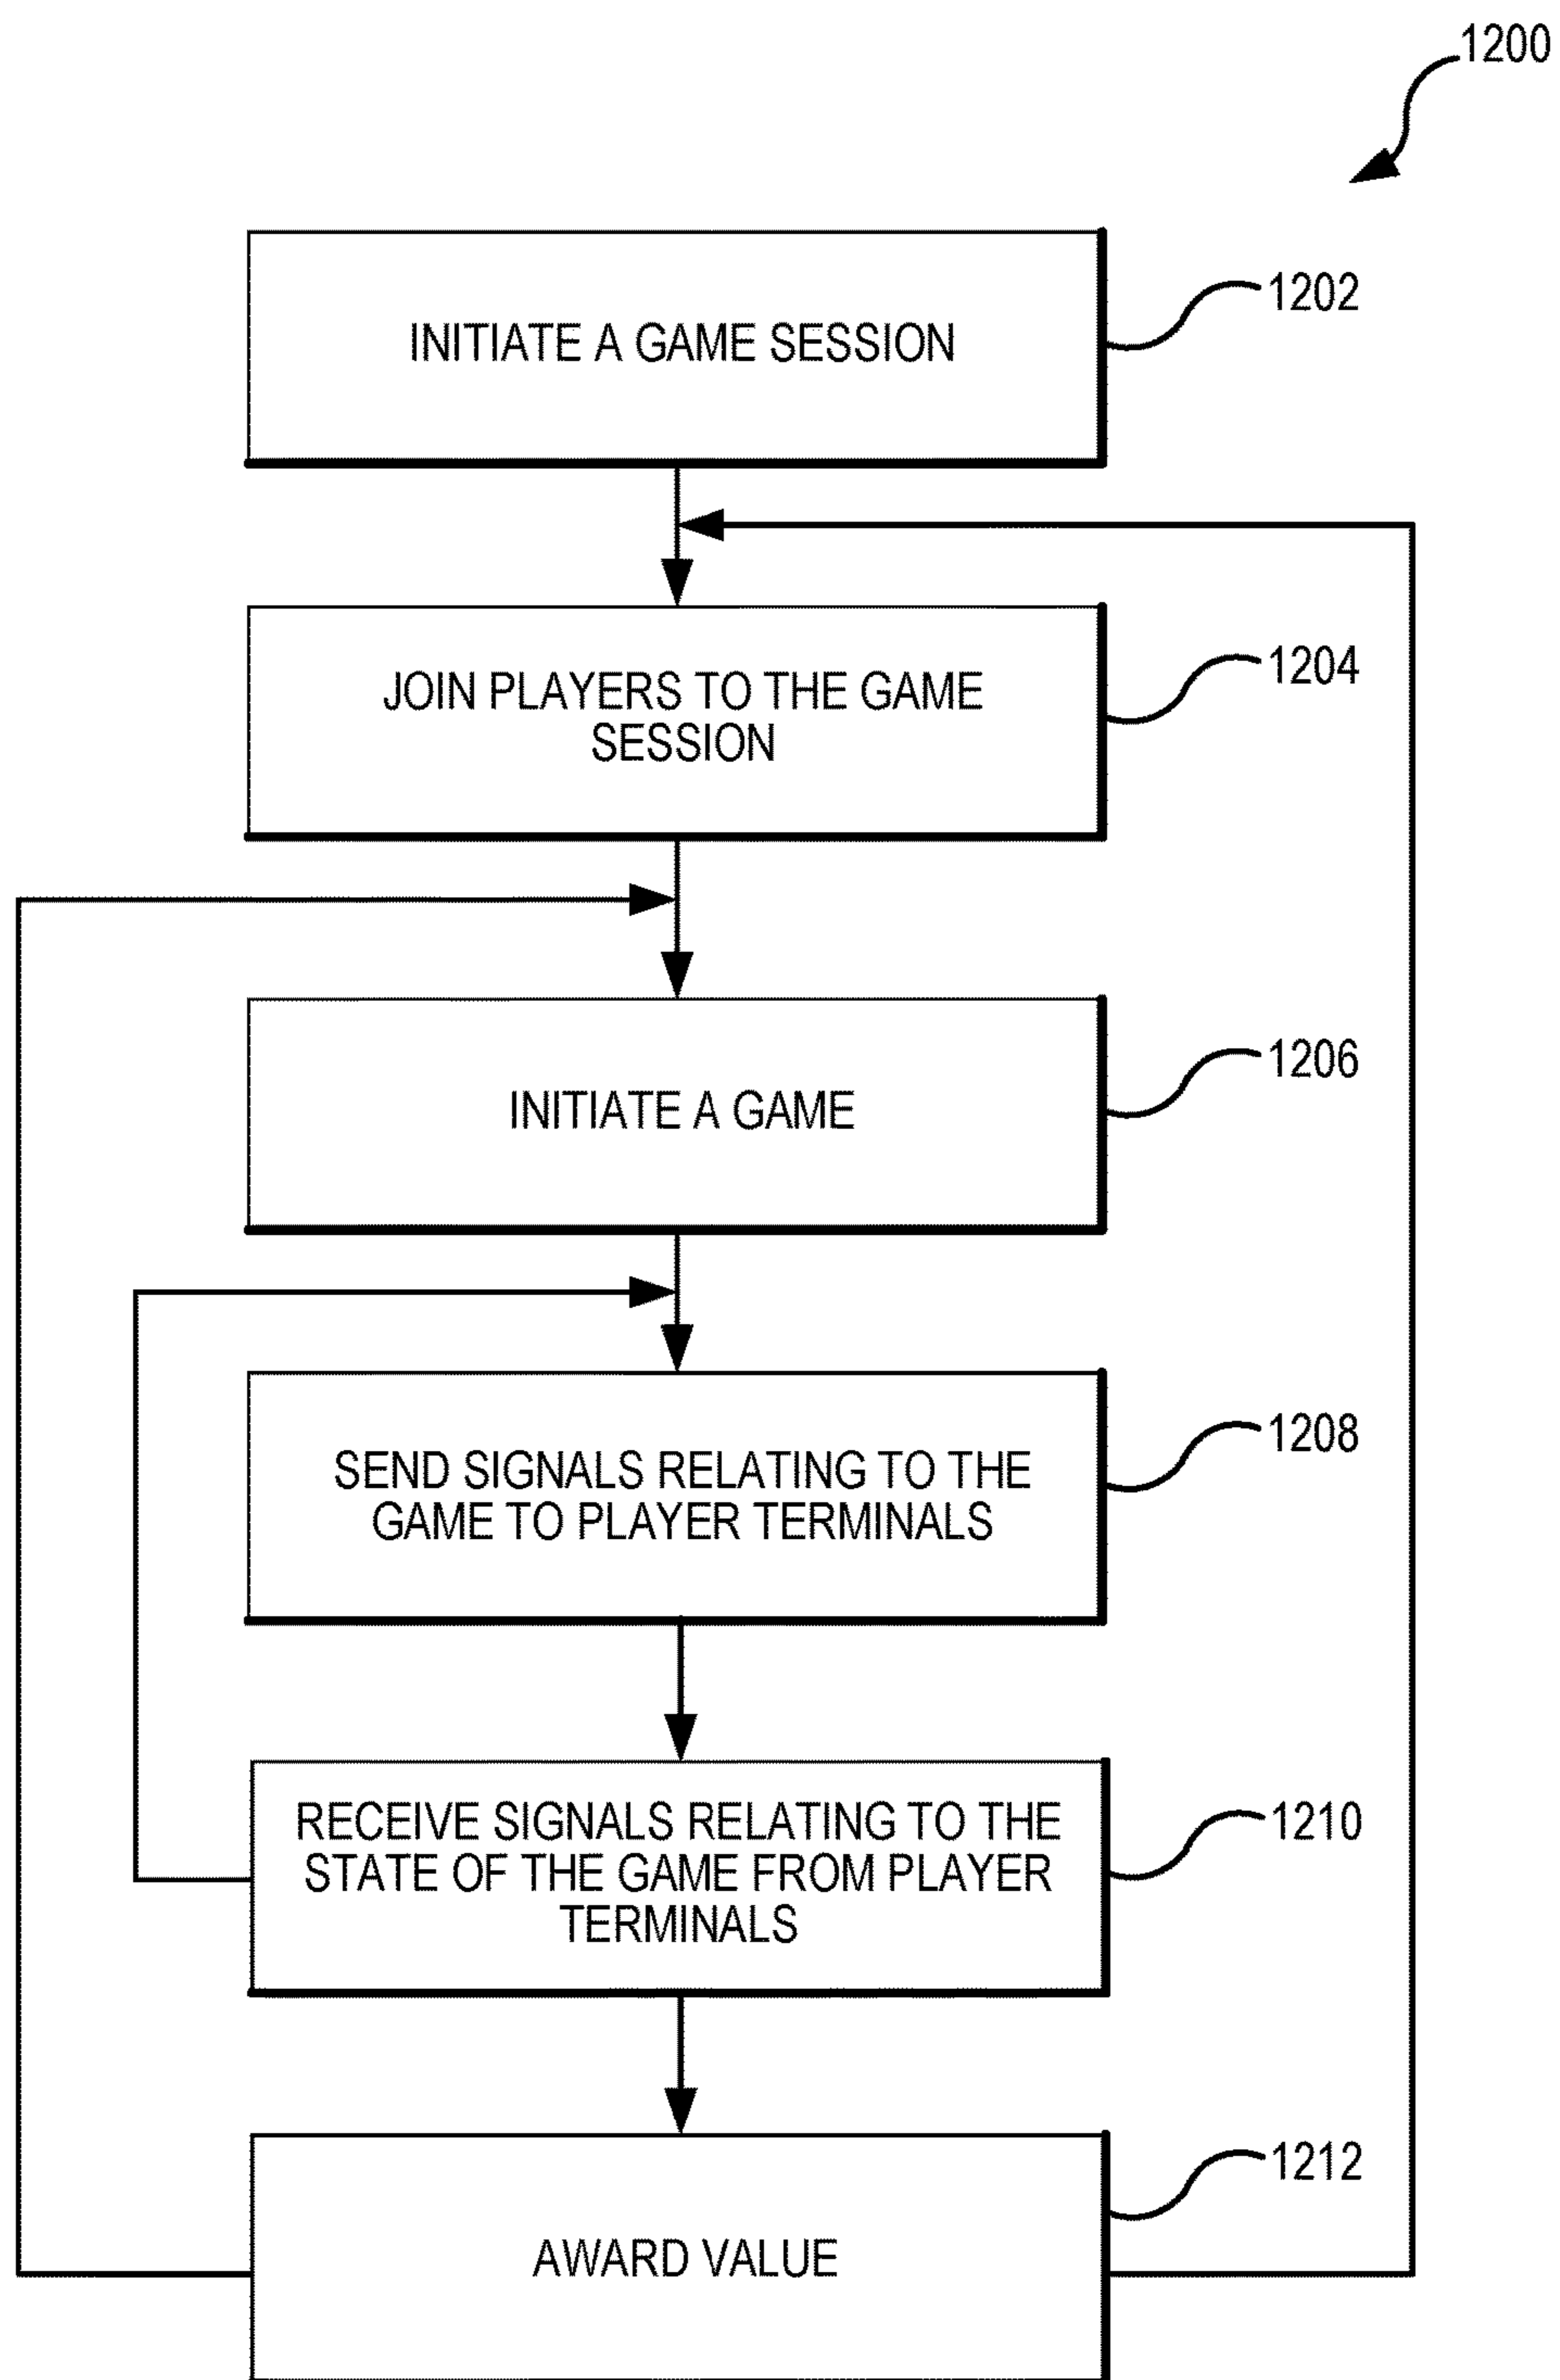 1200
INITIATE A GAME SESSION
1202
JOIN PLAYERS TO THE GAME
SESSION
1204
INITIATE A GAME
1206
SEND SIGNALS RELATING TO THE
GAME TO PLAYER TERMINALS
1208
RECEIVE SIGNALS RELATING TO THE
STATE OF THE GAME FROM PLAYER
TERMINALS
1210
AWARD VALUE
1212